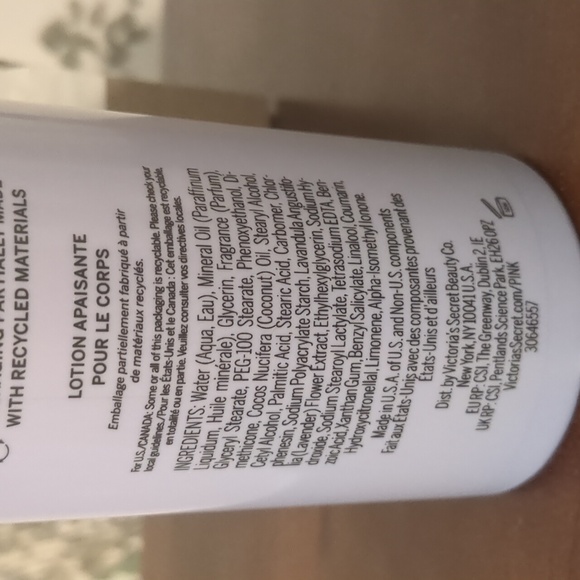 WITH RECYCLED MATERIALS
LOTION APAISANTE
POUR LE CORPS
Emballage partiellement fabriqué à partir
de matériaux recyclés.
For U.S./CANADA: Some or all of this packaging is recyclable. Please check your
local guidelines./Pour les États-Unis et le Canada : Cet emballage est recyclable,
en totalité ou en partie. Veuillez consulter vos directives locales.
INGREDIENTS: Water (Aqua, Eau), Mineral Oil (Paraffinum
Liquidum, Huile minérale), Glycerin, Fragrance (Parfum),
Glyceryl Stearate, PEG-100 Stearate, Phenoxyethanol, Di-
methicone, Cocos Nucifera (Coconut) Oil, Stearyl Alcohol,
Cetyl Alcohol, Palmitic Acid, Stearic Acid, Carbomer, Chlor-
phenesin, Sodium Polyacrylate Starch, Lavandula Angustifo-
lia (Lavender) Flower Extract, Ethylhexylglycerin, Sodium Hy-
droxide, Sodium Stearoyl Lactylate, Tetrasodium EDTA, Ben-
zoic Acid, Xanthan Gum, Benzyl Salicylate, Linalool, Coumarin,
Hydroxycitronellal, Limonene, Alpha-Isomethyl Ionone.
Made in U.S.A. of U.S. and Non-U.S. components
Fait aux États-Unis avec des composantes provenant des
États-Unis et d'ailleurs
Dist. by Victoria's Secret Beauty Co.
New York, NY 10041 U.S.A.
EU RP: CSI, The Greenway, Dublin 2, IE
UK RP: CSI, Pentlands Science Park, EH26 0PZ
VictoriasSecret.com/PINK
30646557